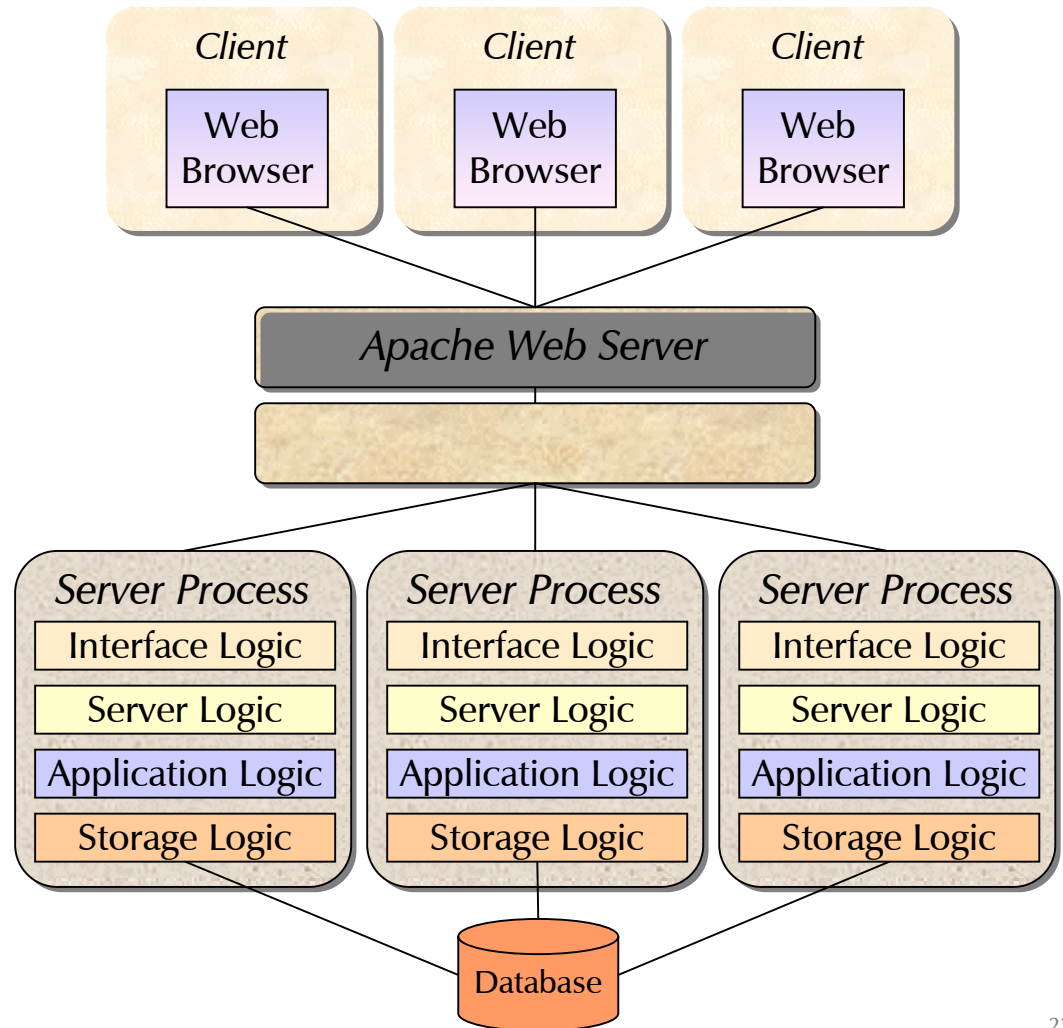 Client
Client
Client
Web
Browser
Web
Browser
Web
Browser
Apache Web Server
Server Process
Server Process
Server Process
Interface Logic
Interface Logic
Interface Logic
Server Logic
Server Logic
Server Logic
Application Logic
Application Logic
Application Logic
Storage Logic
Storage Logic
Storage Logic
Database